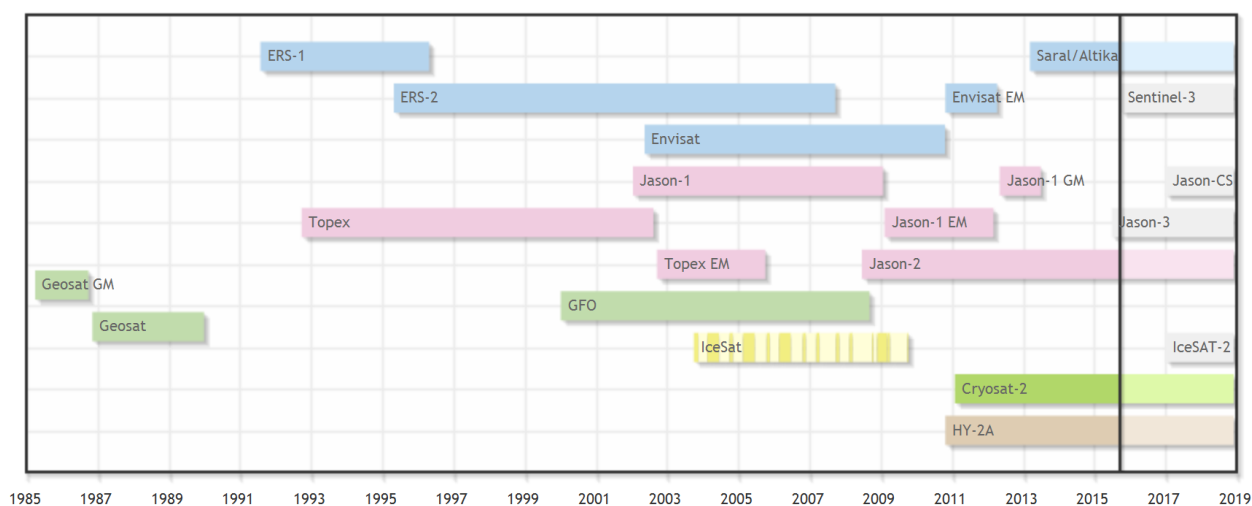 ERS-1 Saral/Altika
ERS-2 Envisat EM Sentinel-3
Envisat
Jason-1 Jason-1 GM Jason-CS
Topex Jason-1 EM Jason-3
Topex EM Jason-2
Geosat GM
GFO
Geosat
IceSat IceSAT-2
Cryosat-2
HY-2A
1985 1987 1989 1991 1993 1995 1997 1999 2001 2003 2005 2007 2009 2011 2013 2015 2017 2019